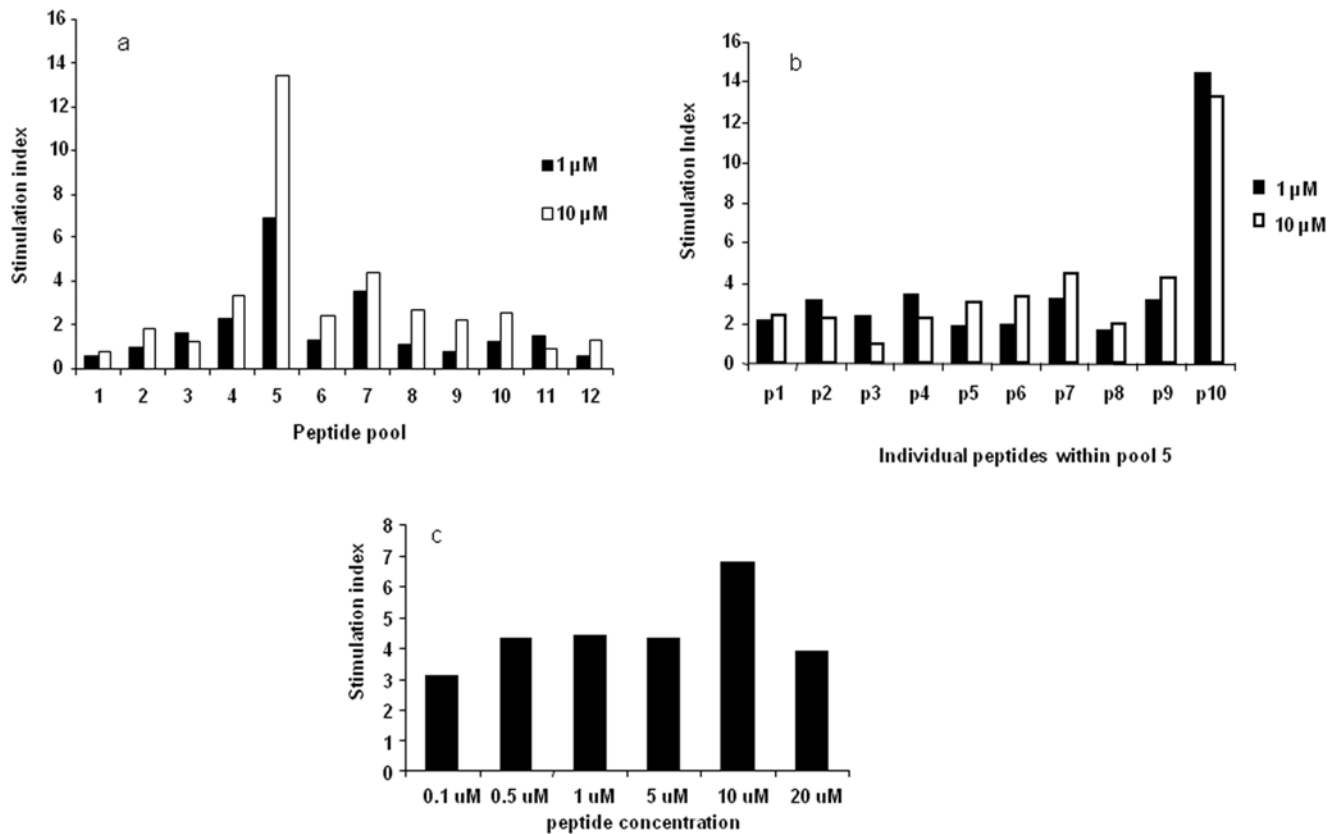 a
16
14
12
10
8
6
4
2
0
Stimulation index
1 2 3 4 5 6 7 8 9 10 11 12
Peptide pool
1 µM
10 µM
b
16
14
12
10
8
6
4
2
0
Stimulation Index
p1 p2 p3 p4 p5 p6 p7 p8 p9 p10
Individual peptides within pool 5
1 µM
10 µM
c
8
7
6
5
4
3
2
1
0
Stimulation index
0.1 uM 0.5 uM 1 uM 5 uM 10 uM 20 uM
peptide concentration